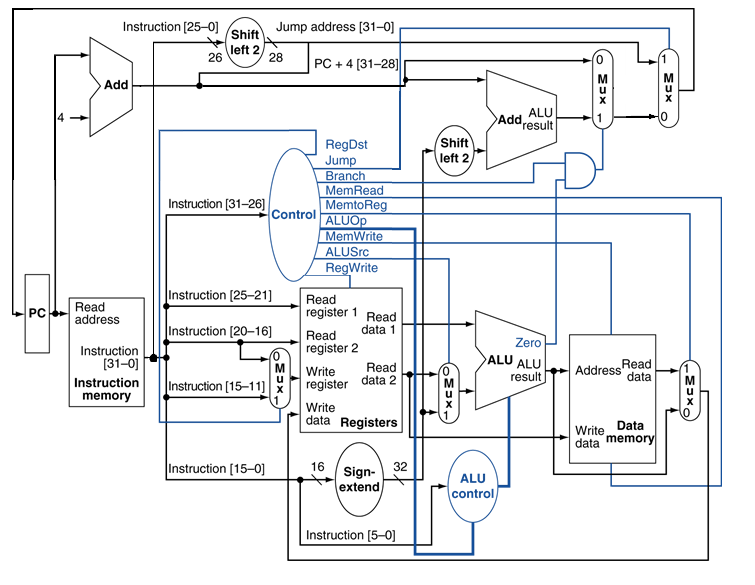 Instruction [25–0]
Shift
left 2
Jump address [31–0]
26
28
PC + 4 [31–28]
Add
4
0
M
u
x
1
1
M
u
x
0
Add
ALU
result
Shift
left 2
RegDst
Jump
Branch
MemRead
MemtoReg
ALUOp
MemWrite
ALUSrc
RegWrite
Control
Instruction [31–26]
PC
Read
address
Instruction
[31–0]
Instruction
memory
Instruction [25–21]
Instruction [20–16]
Instruction [15–11]
0
M
u
x
1
Read
register 1
Read
register 2
Write
register
Write
data
Read
data 1
Read
data 2
Registers
0
M
u
x
1
Zero
ALU
ALU
result
Address
Read
data
Write
data
Data
memory
1
M
u
x
0
Instruction [15–0]
16
Sign-
extend
32
ALU
control
Instruction [5–0]